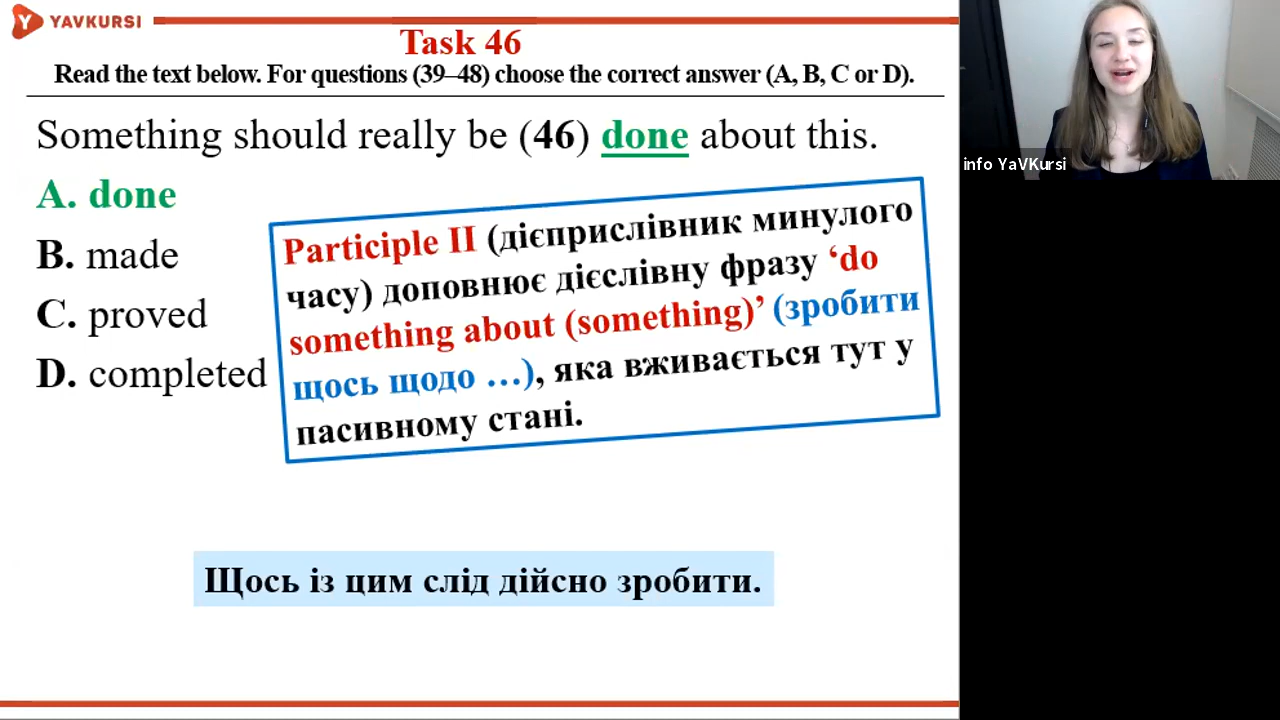 YAVKURSI
Task 46
Read the text below. For questions (39–48) choose the correct answer (A, B, C or D).
Something should really be (46) done about this.
A. done
B. made
C. proved
D. completed
Participle II (дієприслівник минулого
часу) доповнює дієслівну фразу ‘do
something about (something)’ (зробити
щось щодо …), яка вживається тут у
пасивному стані.
Щось із цим слід дійсно зробити.
info YaVKursi